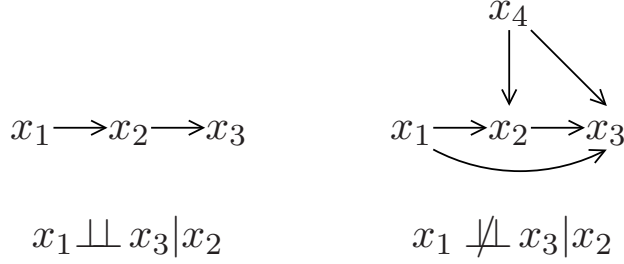 x₄
x₁ → x₂ → x₃ x₁ → x₂ → x₃
x₁ ⫫ x₃|x₂ x₁ ⫫̸ x₃|x₂